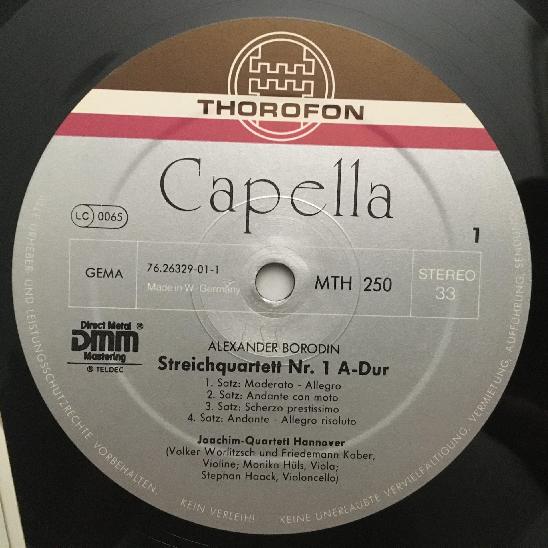 THOROFON
Capella
LC 0065
1
GEMA
76.26329-01-1
Made in W.-Germany
MTH 250
STEREO
33
Direct Metal
DMM
Mastering
® TELDEC
ALEXANDER BORODIN
Streichquartett Nr. 1 A-Dur
1. Satz: Moderato - Allegro
2. Satz: Andante con moto
3. Satz: Scherzo prestissimo
4. Satz: Andante - Allegro risoluto
Joachim-Quartett Hannover
(Volker Worlitzsch und Friedemann Kober,
Violine; Monika Hüls, Viola;
Stephan Haack, Violoncello)
URHEBER- UND LEISTUNGSSCHUTZRECHTE VORBEHALTEN. KEIN VERLEIH! KEINE UNERLAUBTE VERVIELFÄLTIGUNG, VERMIETUNG, AUFFÜHRUNG,